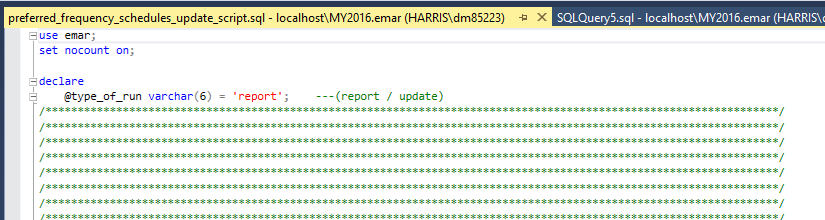 preferred_frequency_schedules_update_script.sql - localhost\MY2016.emar (HARRIS\dm85223)
SQLQuery5.sql - localhost\MY2016.emar (HARRIS\d
use emar;
set nocount on;
declare
@type_of_run varchar(6) = 'report';    ---(report / update)
/******************************************************************************************************************/
/******************************************************************************************************************/
/******************************************************************************************************************/
/******************************************************************************************************************/
/******************************************************************************************************************/
/******************************************************************************************************************/
/******************************************************************************************************************/
/******************************************************************************************************************/